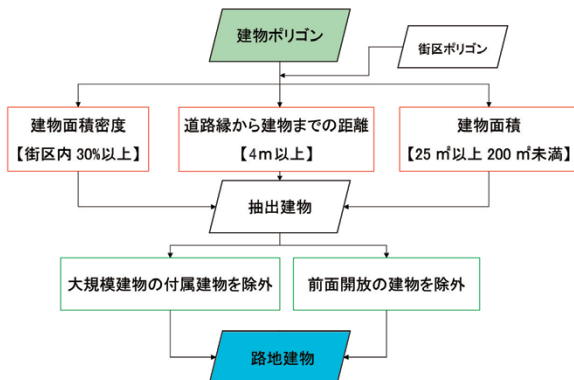 建物ポリゴン
街区ポリゴン
建物面積密度
【街区内 30%以上】
道路縁から建物までの距離
【4m以上】
建物面積
【25 ㎡以上 200 ㎡未満】
抽出建物
大規模建物の付属建物を除外
前面開放の建物を除外
路地建物